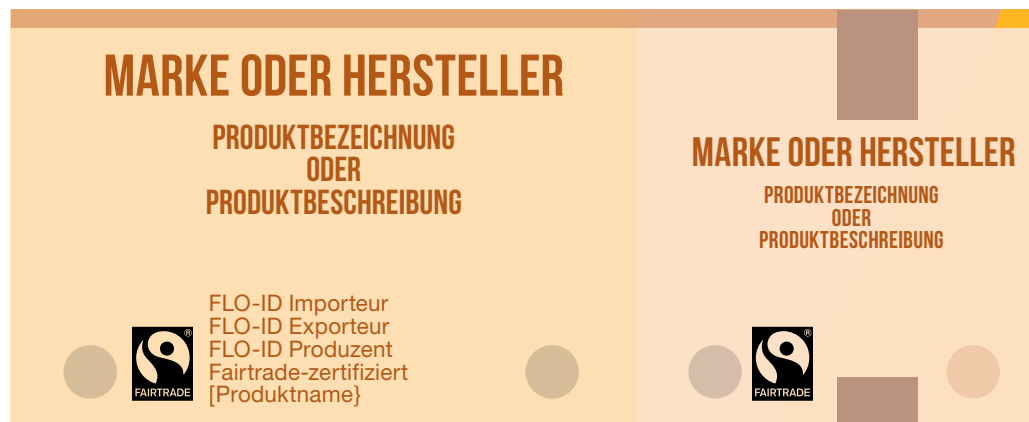 MARKE ODER HERSTELLER
PRODUKTBEZEICHNUNG
ODER
PRODUKTBESCHREIBUNG
FLO-ID Importeur
FLO-ID Exporteur
FLO-ID Produzent
Fairtrade-zertifiziert
[Produktname}
®
FAIRTRADE
MARKE ODER HERSTELLER
PRODUKTBEZEICHNUNG
ODER
PRODUKTBESCHREIBUNG
®
FAIRTRADE